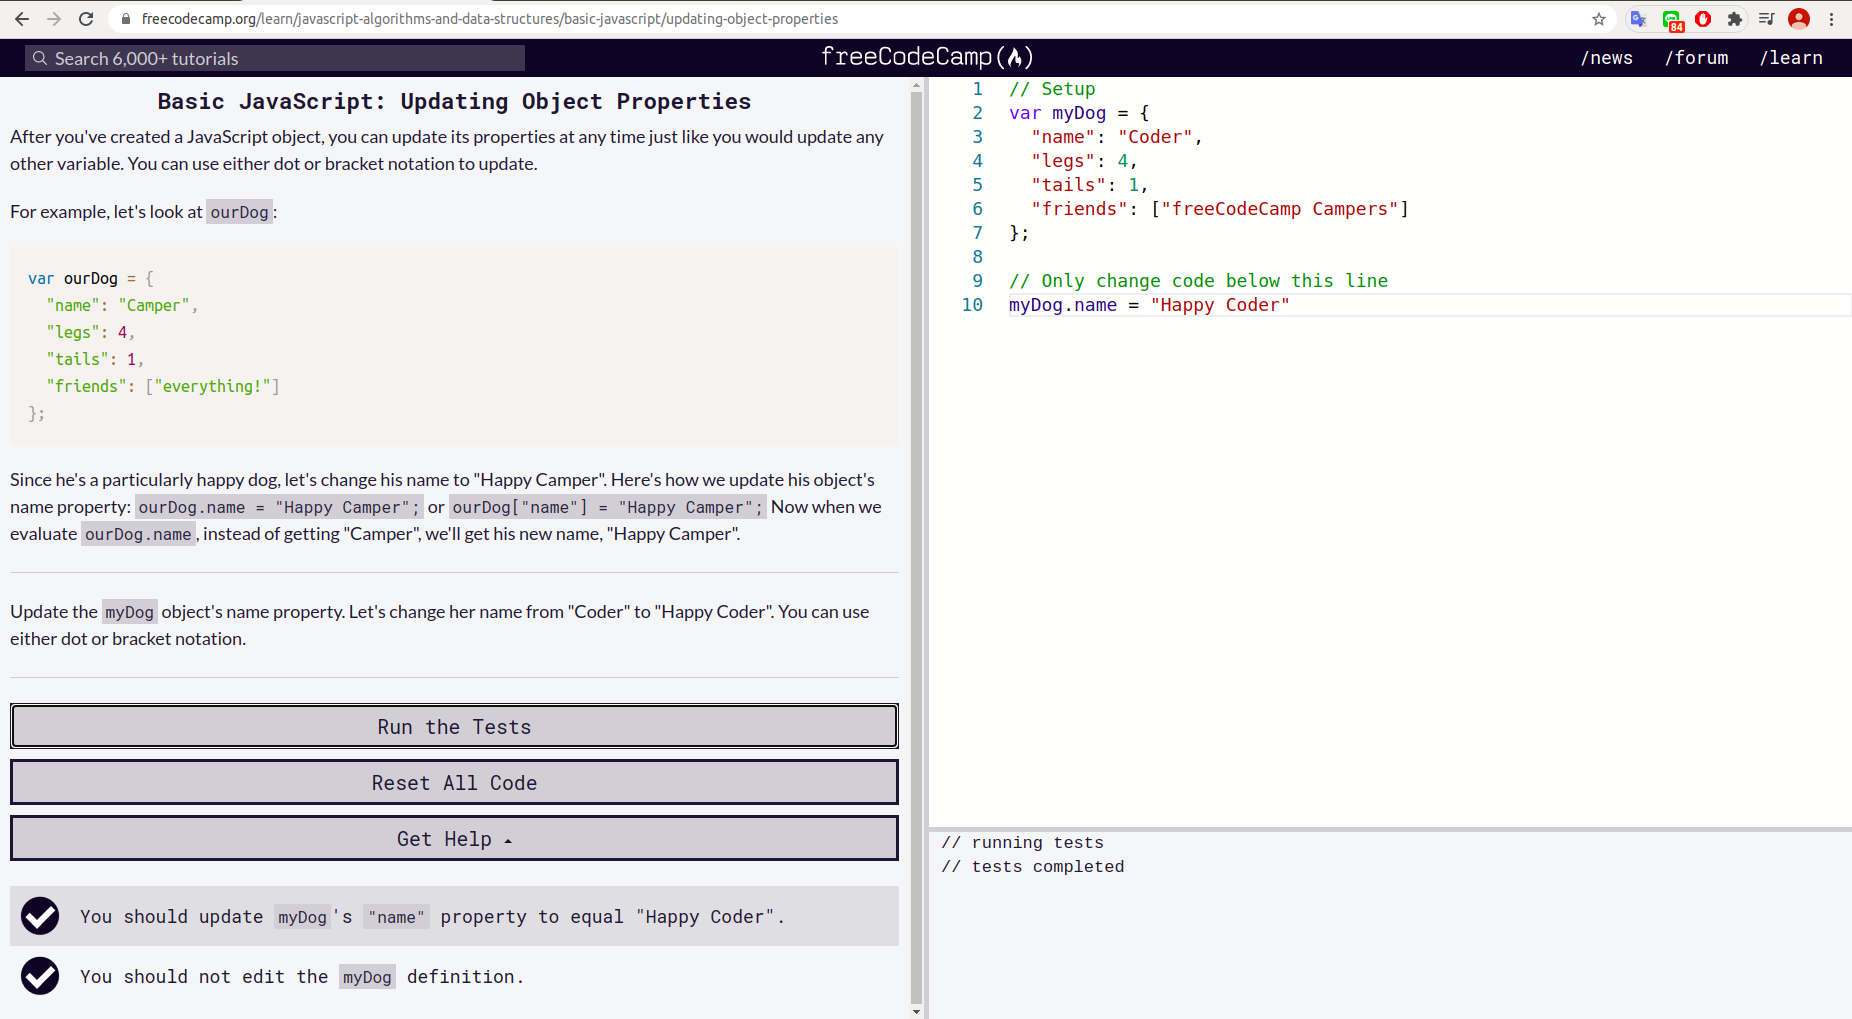 freecodecamp.org/learn/javascript-algorithms-and-data-structures/basic-javascript/updating-object-properties
84
Search 6,000+ tutorials
freeCodeCamp
/news
/forum
/learn
Basic JavaScript: Updating Object Properties
After you've created a JavaScript object, you can update its properties at any time just like you would update any
other variable. You can use either dot or bracket notation to update.
For example, let's look at ourDog:
var ourDog = {
"name": "Camper",
"legs": 4,
"tails": 1,
"friends": ["everything!"]
};
Since he's a particularly happy dog, let's change his name to "Happy Camper". Here's how we update his object's
name property: ourDog.name = "Happy Camper"; or ourDog["name"] = "Happy Camper"; Now when we
evaluate ourDog.name, instead of getting "Camper", we'll get his new name, "Happy Camper".
Update the myDog object's name property. Let's change her name from "Coder" to "Happy Coder". You can use
either dot or bracket notation.
Run the Tests
Reset All Code
Get Help
You should update myDog's "name" property to equal "Happy Coder".
You should not edit the myDog definition.
1 // Setup
2 var myDog = {
3 "name": "Coder",
4 "legs": 4,
5 "tails": 1,
6 "friends": ["freeCodeCamp Campers"]
7 };
8
9 // Only change code below this line
10 myDog.name = "Happy Coder"
// running tests
// tests completed